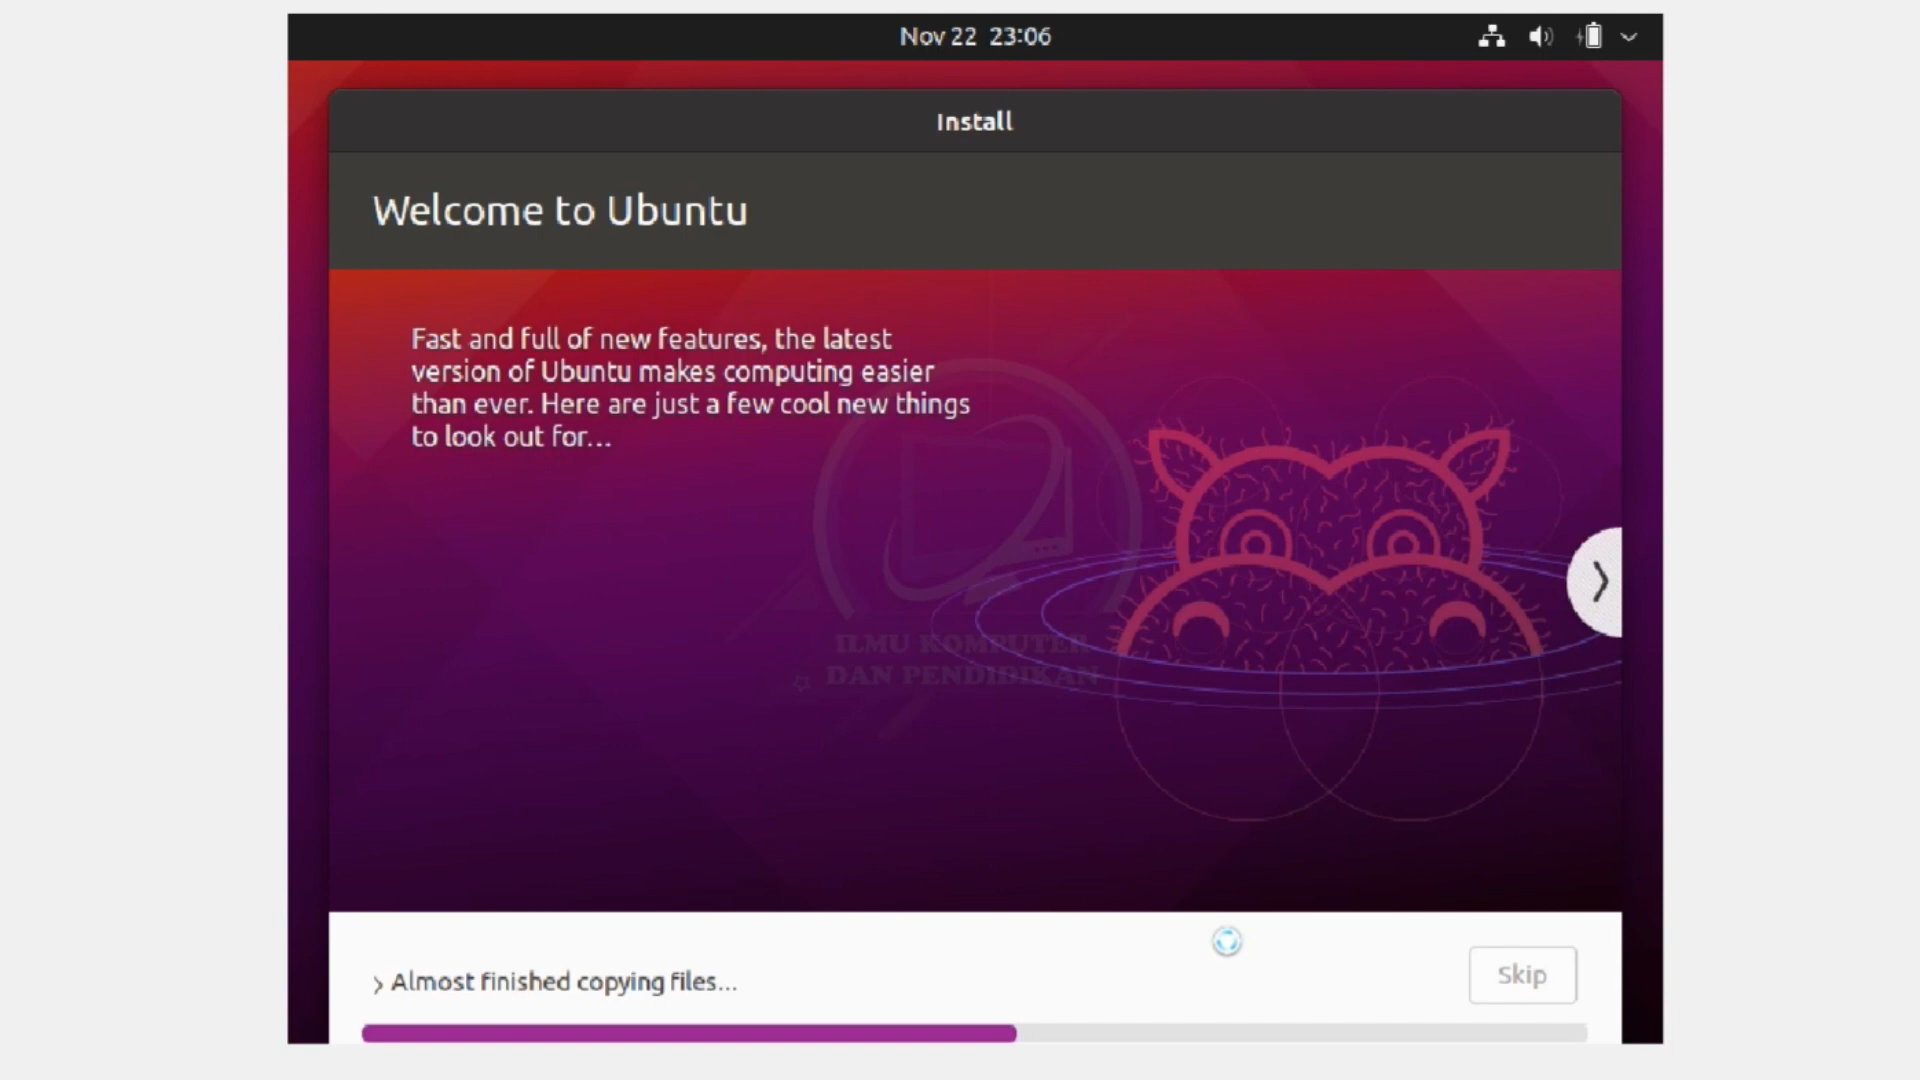 Nov 22 23:06
Install
Welcome to Ubuntu
Fast and full of new features, the latest
version of Ubuntu makes computing easier
than ever. Here are just a few cool new things
to look out for...
ILMU KOMPUTER
DAN PENDIDIKAN
Almost finished copying files...
Skip